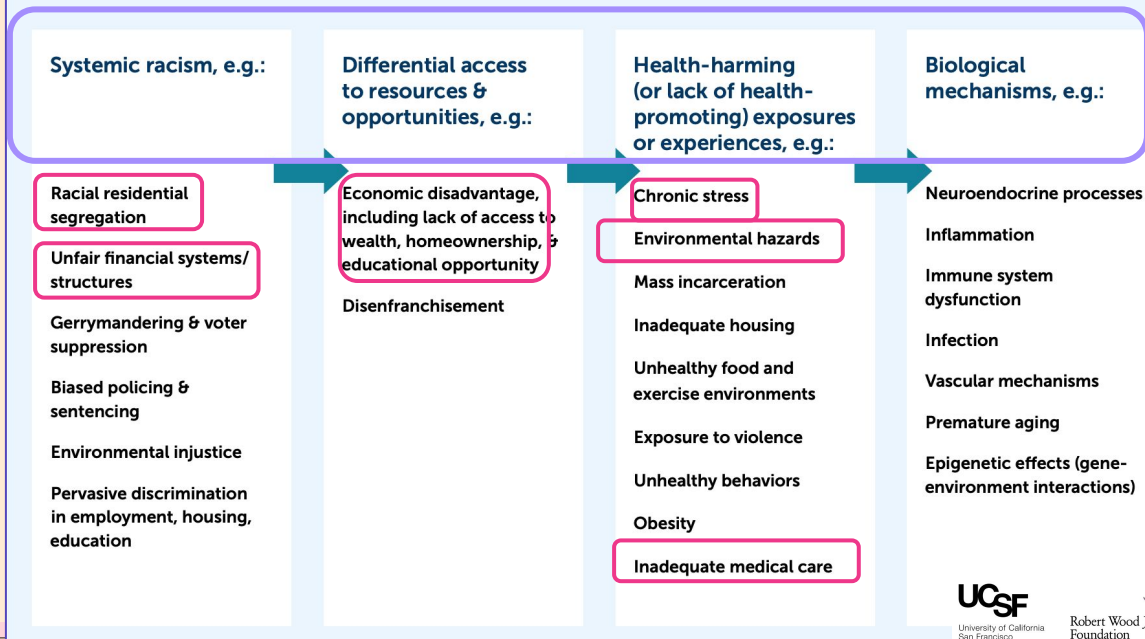 Systemic racism, e.g.:
Racial residential
segregation
Unfair financial systems/
structures
Gerrymandering & voter
suppression
Biased policing &
sentencing
Environmental injustice
Pervasive discrimination
in employment, housing,
education
Differential access
to resources &
opportunities, e.g.:
Economic disadvantage,
including lack of access to
wealth, homeownership, &
educational opportunity
Disenfranchisement
Health-harming
(or lack of health-
promoting) exposures
or experiences, e.g.:
Chronic stress
Environmental hazards
Mass incarceration
Inadequate housing
Unhealthy food and
exercise environments
Exposure to violence
Unhealthy behaviors
Obesity
Inadequate medical care
Biological
mechanisms, e.g.:
Neuroendocrine processes
Inflammation
Immune system
dysfunction
Infection
Vascular mechanisms
Premature aging
Epigenetic effects (gene-
environment interactions)
UCSF
University of California
San Francisco
Robert Wood
Foundation